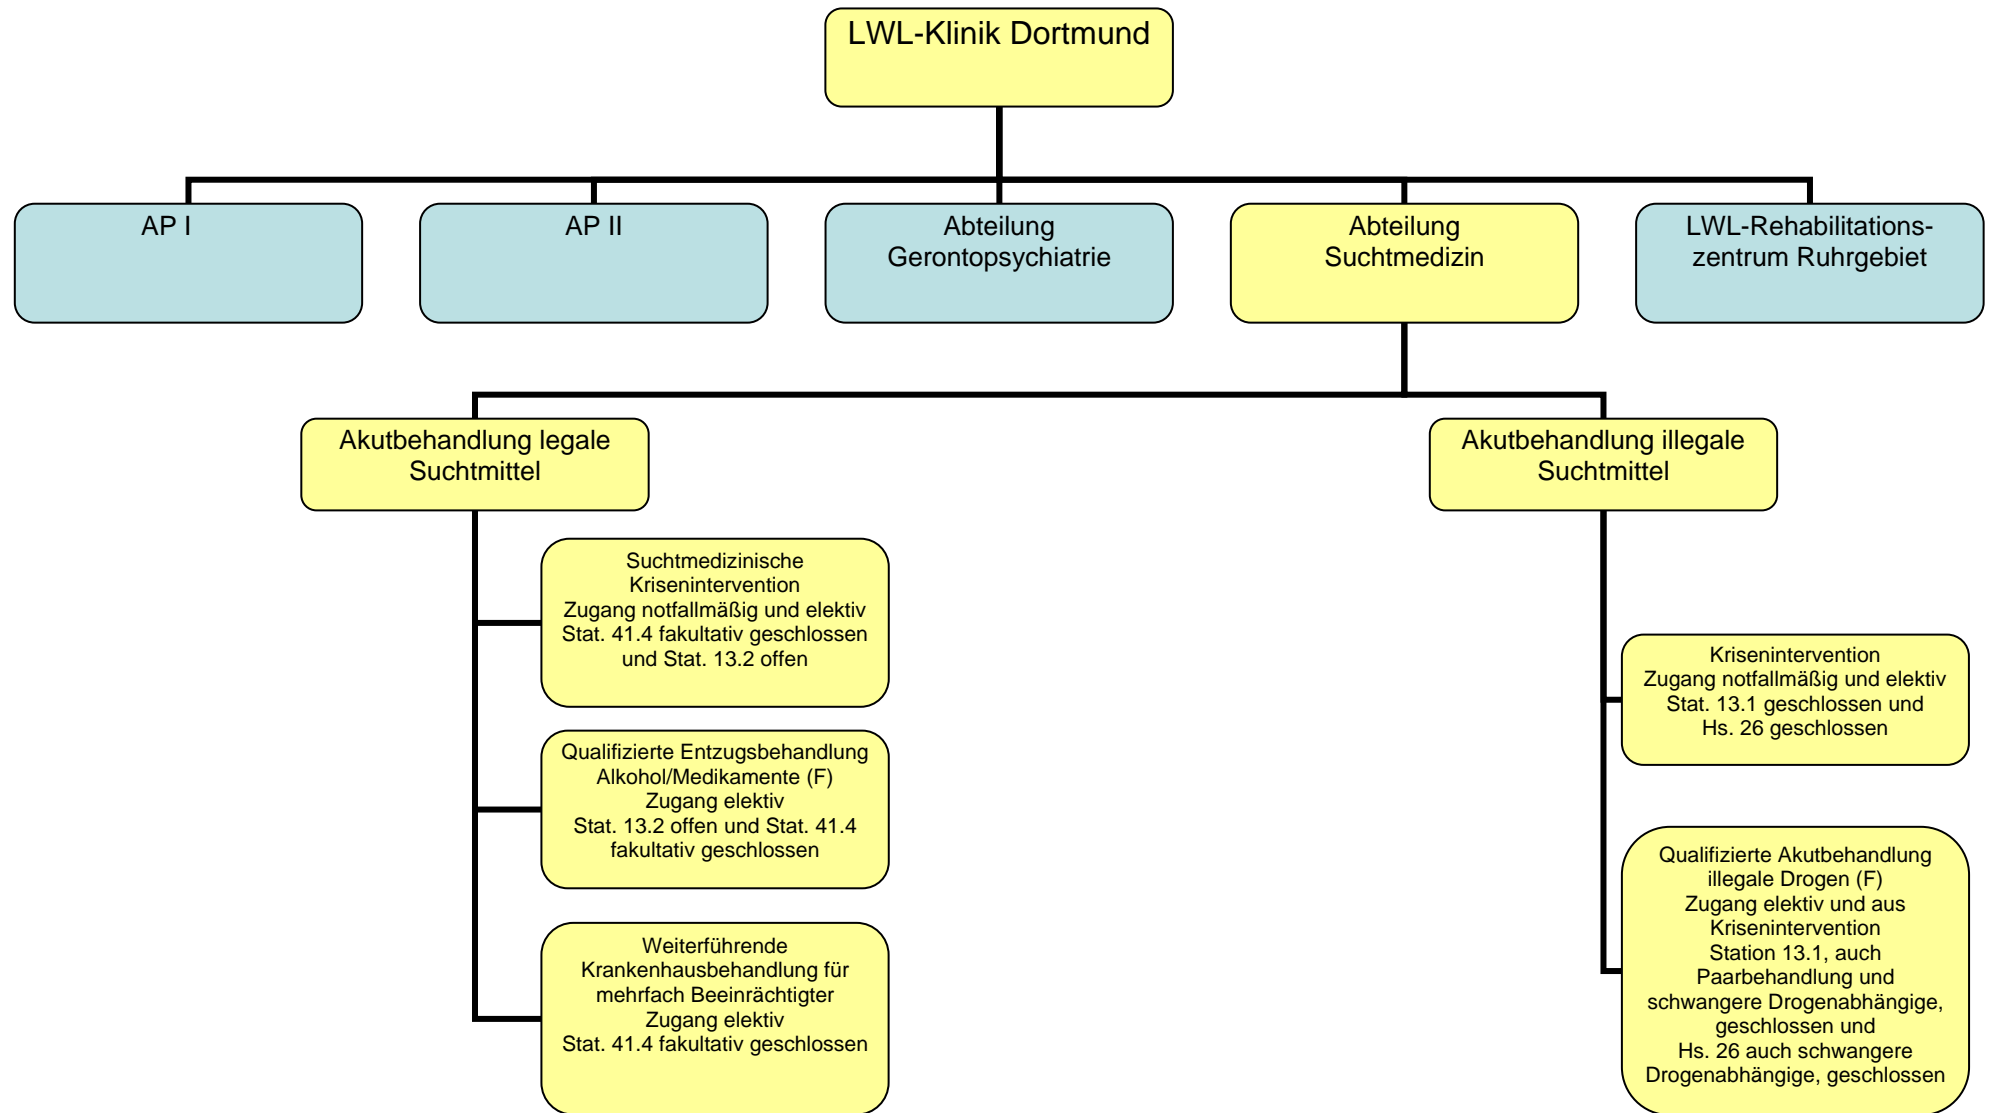 LWL-Klinik Dortmund
AP I
AP II
Abteilung
Gerontopsychiatrie
Abteilung
Suchtmedizin
LWL-Rehabilitations-
zentrum Ruhrgebiet
Akutbehandlung legale
Suchtmittel
Akutbehandlung illegale
Suchtmittel
Suchtmedizinische
Krisenintervention
Zugang notfallmäßig und elektiv
Stat. 41.4 fakultativ geschlossen
und Stat. 13.2 offen
Qualifizierte Entzugsbehandlung
Alkohol/Medikamente (F)
Zugang elektiv
Stat. 13.2 offen und Stat. 41.4
fakultativ geschlossen
Weiterführende
Krankenhausbehandlung für
mehrfach Beeinrächtigter
Zugang elektiv
Stat. 41.4 fakultativ geschlossen
Krisenintervention
Zugang notfallmäßig und elektiv
Stat. 13.1 geschlossen und
Hs. 26 geschlossen
Qualifizierte Akutbehandlung
illegale Drogen (F)
Zugang elektiv und aus
Krisenintervention
Station 13.1, auch
Paarbehandlung und
schwangere Drogenabhängige,
geschlossen und
Hs. 26 auch schwangere
Drogenabhängige, geschlossen